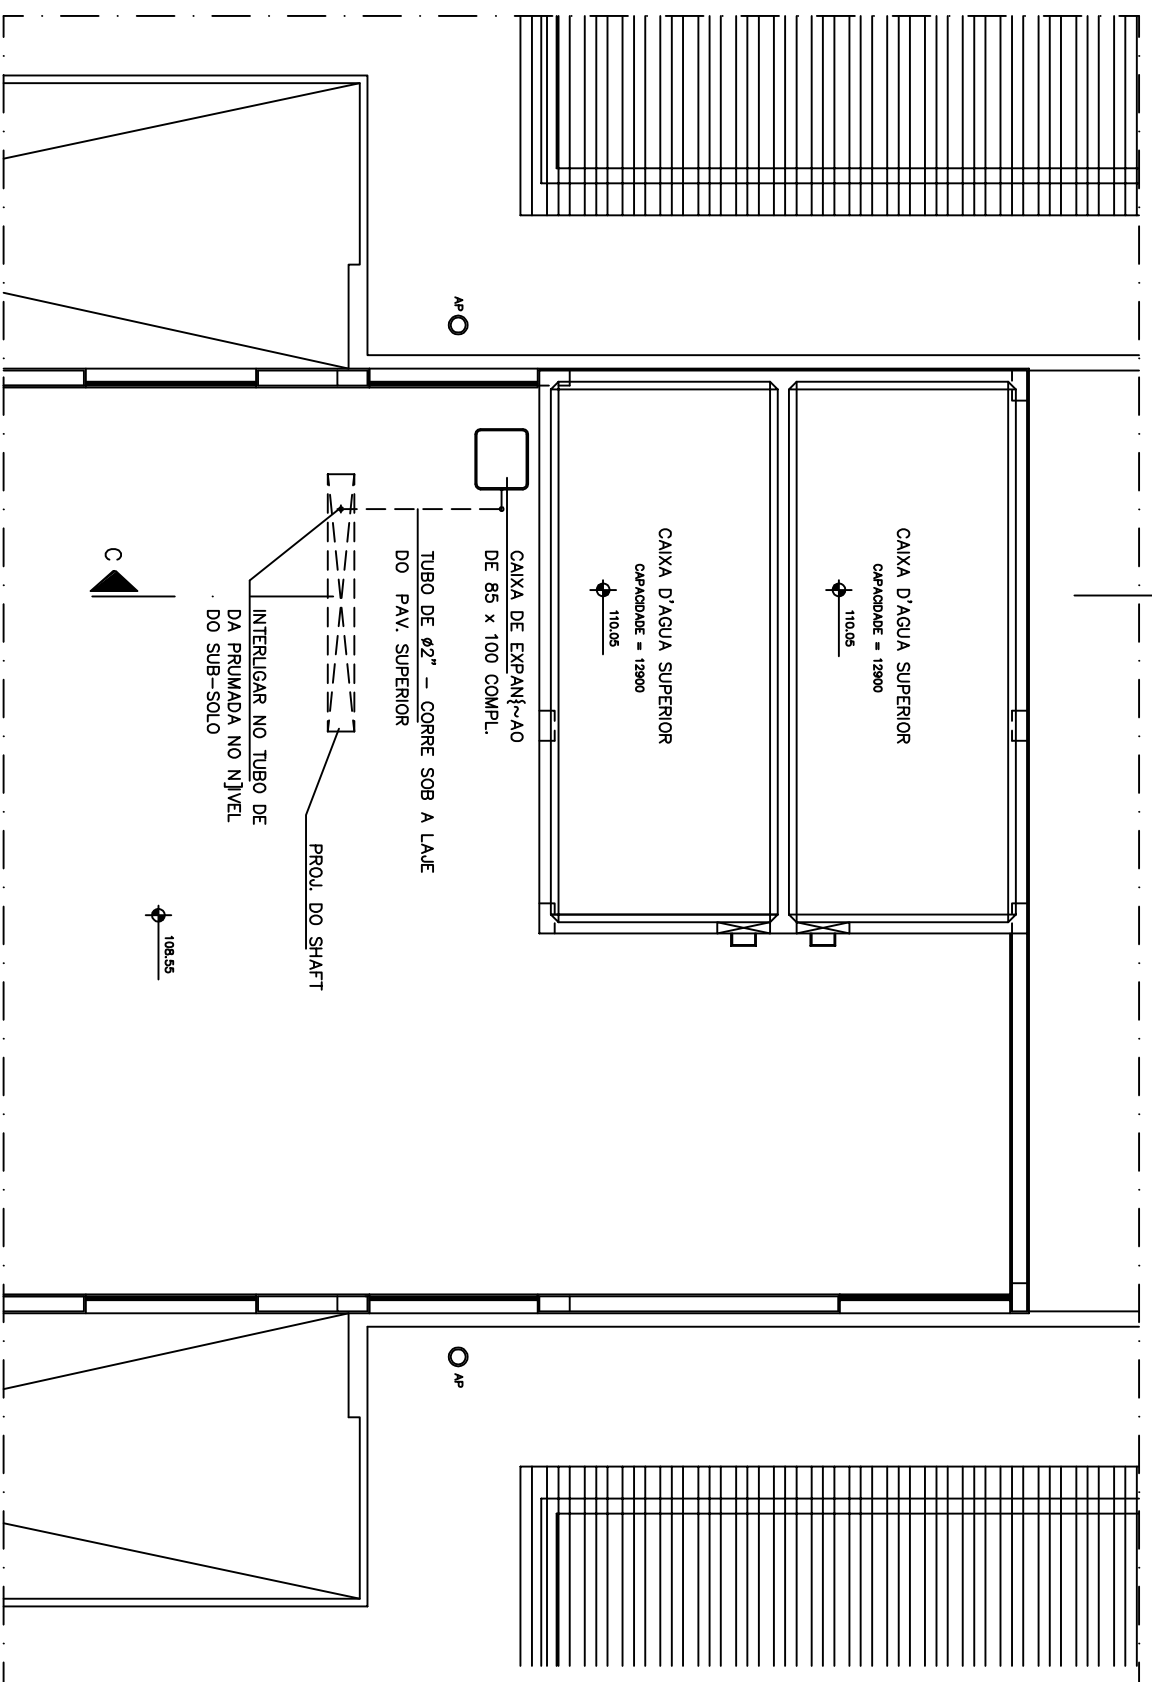 AP
CAIXA D'AGUA SUPERIOR
CAPACIDADE = 12900
110.05
CAIXA D'AGUA SUPERIOR
CAPACIDADE = 12900
110.05
CAIXA DE EXPAN{~AO
DE 85 x 100 COMPL.
TUBO DE ø2" - CORRE SOB A LAJE
DO PAV. SUPERIOR
C
INTERLIGAR NO TUBO DE
DA PRUMADA NO N]IVEL
DO SUB-SOLO
PROJ. DO SHAFT
108.55
AP